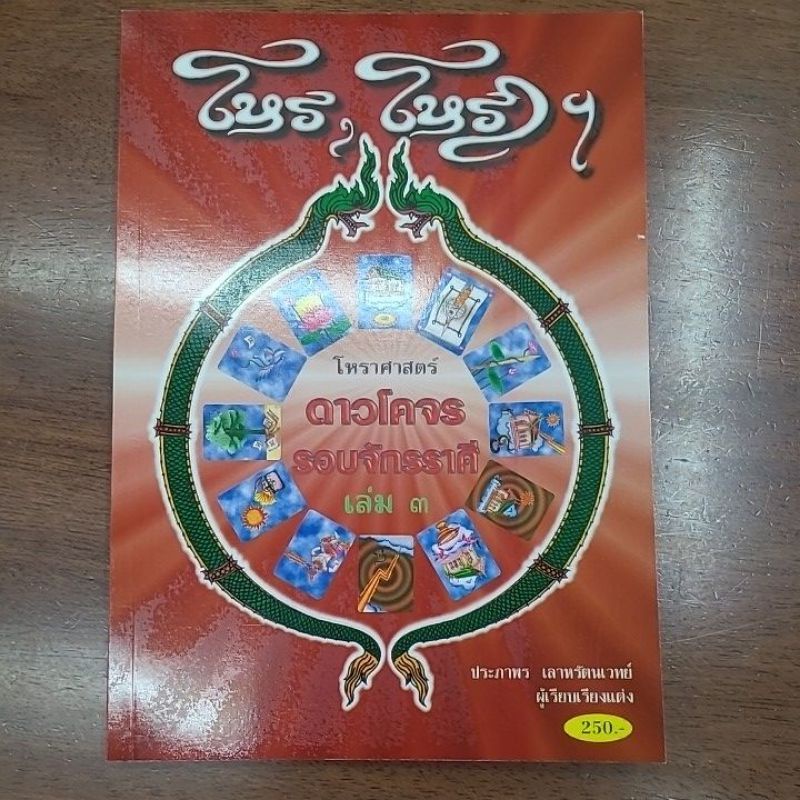 โหร, โหรา ๆ
โหราศาสตร์
ดาวโคจร
รอบจักรราศี
เล่ม ๓
ประภาพร เลาหรัตนเวทย์
ผู้เรียบเรียงแต่ง
250.-